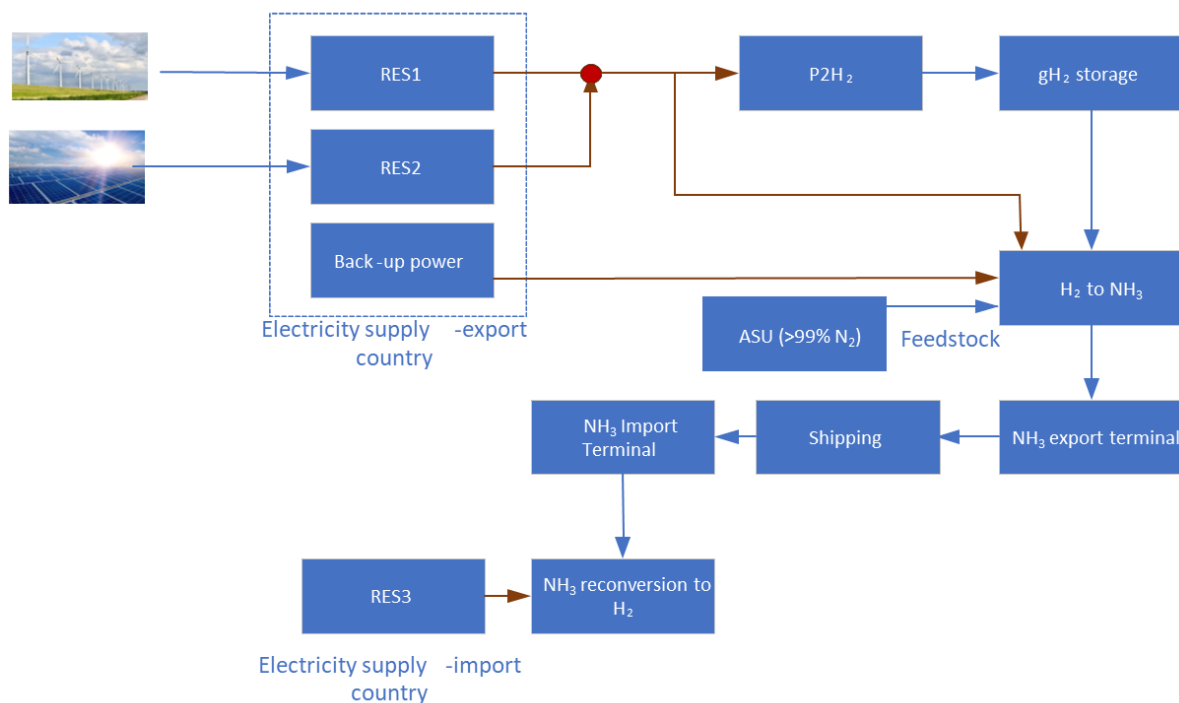 RES1
P2H₂
gH₂ storage
RES2
Back -up power
H₂ to NH₃
Electricity supply -export
country
ASU (>99% N₂)
Feedstock
NH₃ Import
Terminal
Shipping
NH₃ export terminal
RES3
NH₃ reconversion to
H₂
Electricity supply -import
country